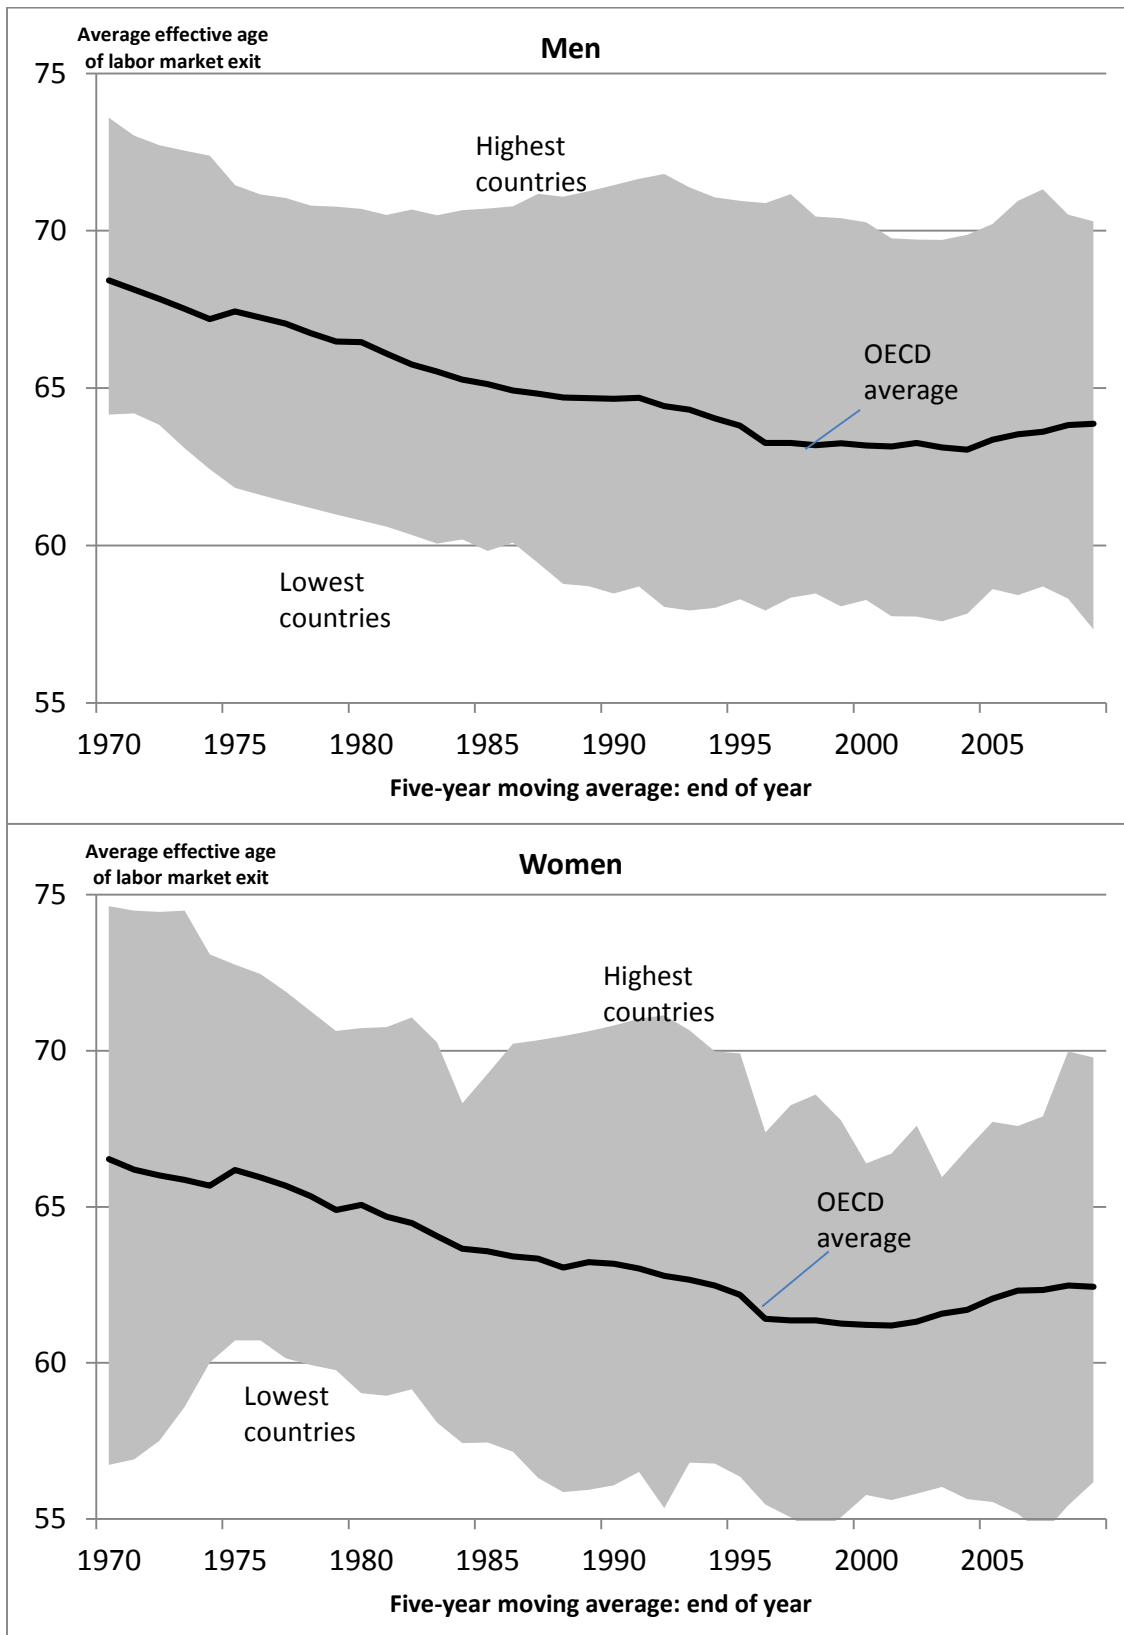 Average effective age
of labor market exit
Men
75
70
65
60
55
Highest
countries
OECD
average
Lowest
countries
1970 1975 1980 1985 1990 1995 2000 2005
Five-year moving average: end of year
Average effective age
of labor market exit
Women
75
70
65
60
55
Highest
countries
OECD
average
Lowest
countries
1970 1975 1980 1985 1990 1995 2000 2005
Five-year moving average: end of year